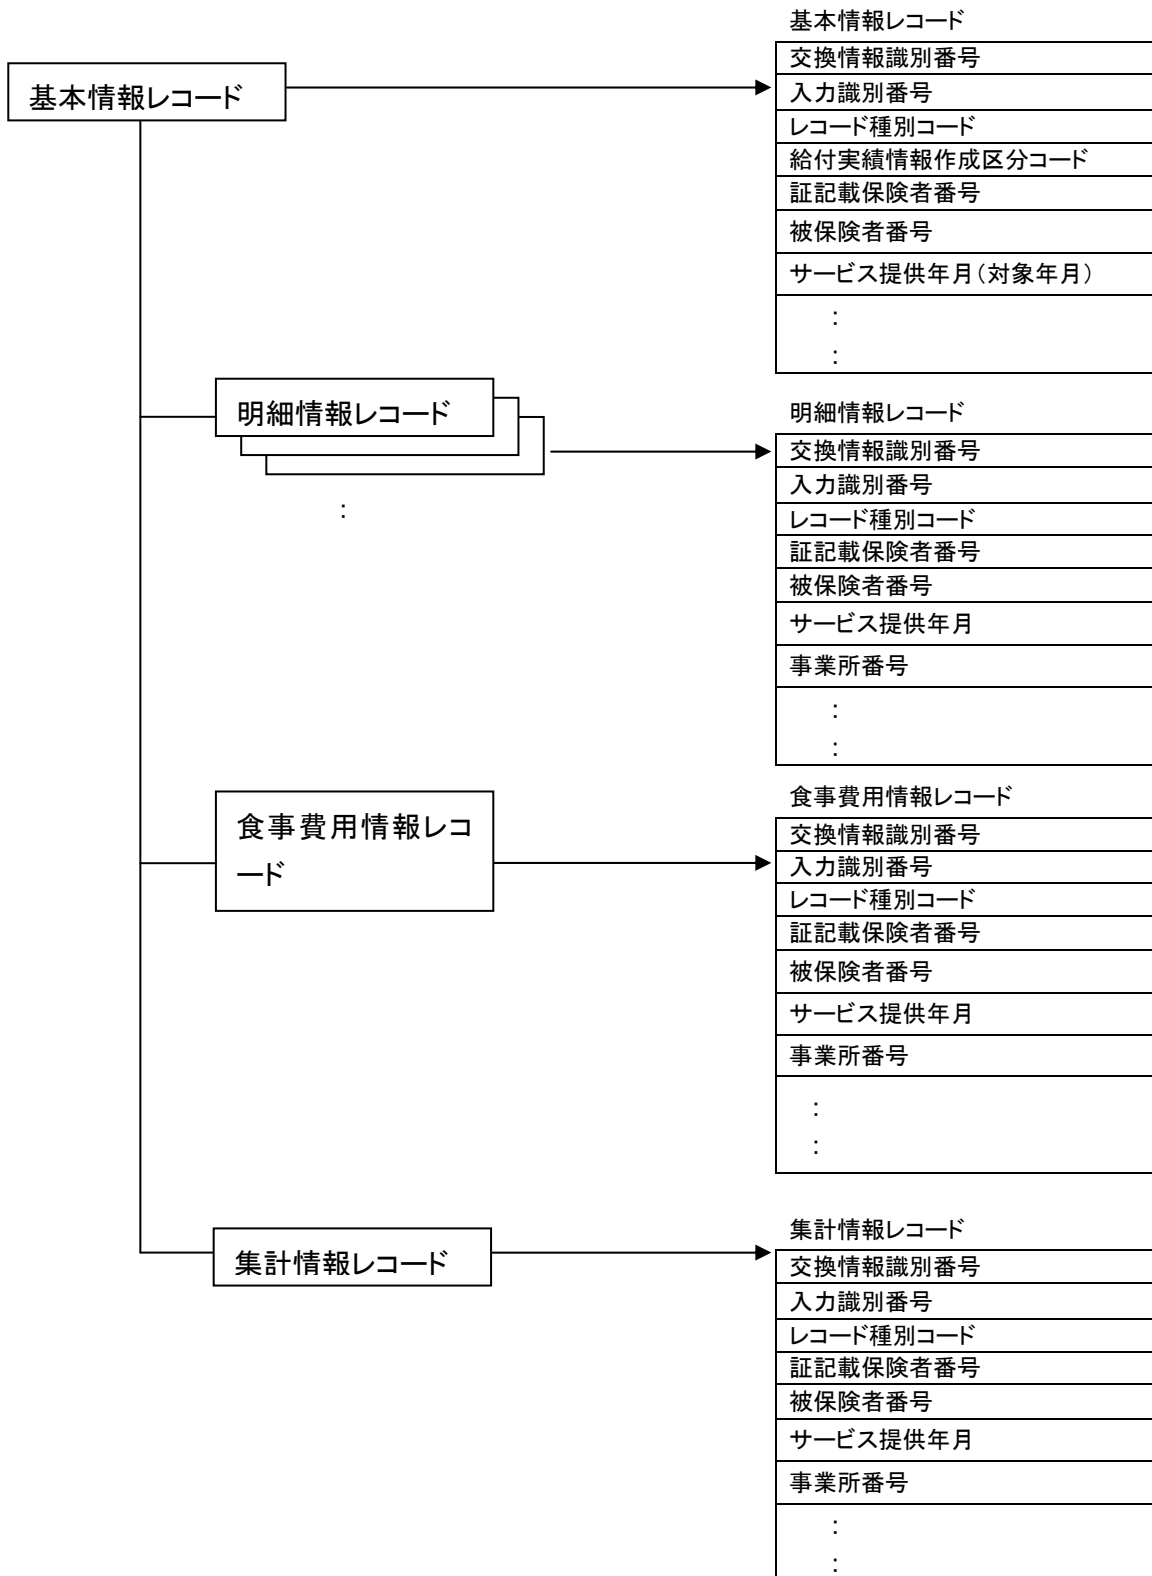 基本情報レコード
基本情報レコード
交換情報識別番号
入力識別番号
レコード種別コード
給付実績情報作成区分コード
証記載保険者番号
被保険者番号
サービス提供年月(対象年月)
:
:
明細情報レコード
:
明細情報レコード
交換情報識別番号
入力識別番号
レコード種別コード
証記載保険者番号
被保険者番号
サービス提供年月
事業所番号
:
:
食事費用情報レコ
ード
食事費用情報レコード
交換情報識別番号
入力識別番号
レコード種別コード
証記載保険者番号
被保険者番号
サービス提供年月
事業所番号
:
:
集計情報レコード
集計情報レコード
交換情報識別番号
入力識別番号
レコード種別コード
証記載保険者番号
被保険者番号
サービス提供年月
事業所番号
:
: